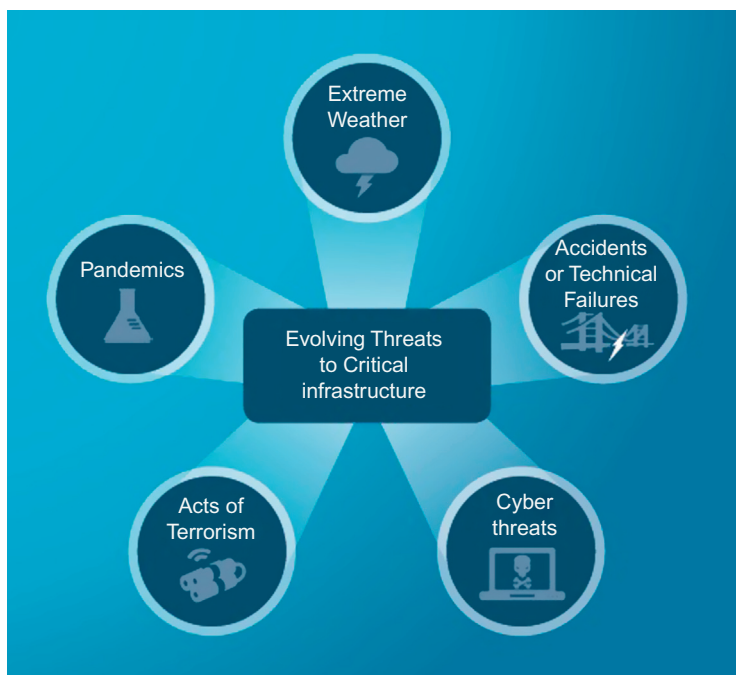 Extreme
Weather
Pandemics
Accidents
or Technical
Failures
Evolving Threats
to Critical
infrastructure
Acts of
Terrorism
Cyber
threats